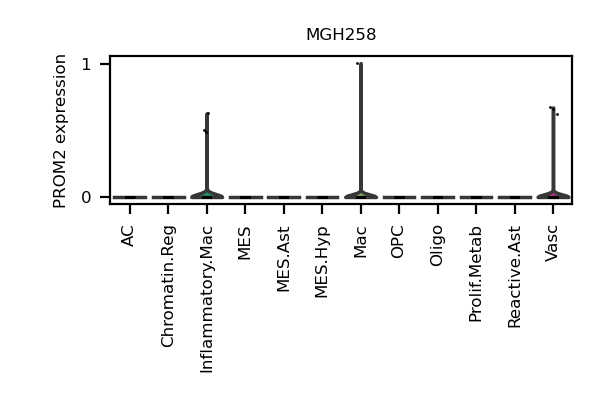 MGH258
PROM2 expression
1
0
AC
Chromatin.Reg
Inflammatory.Mac
MES
MES.Ast
MES.Hyp
Mac
OPC
Oligo
Prolif.Metab
Reactive.Ast
Vasc